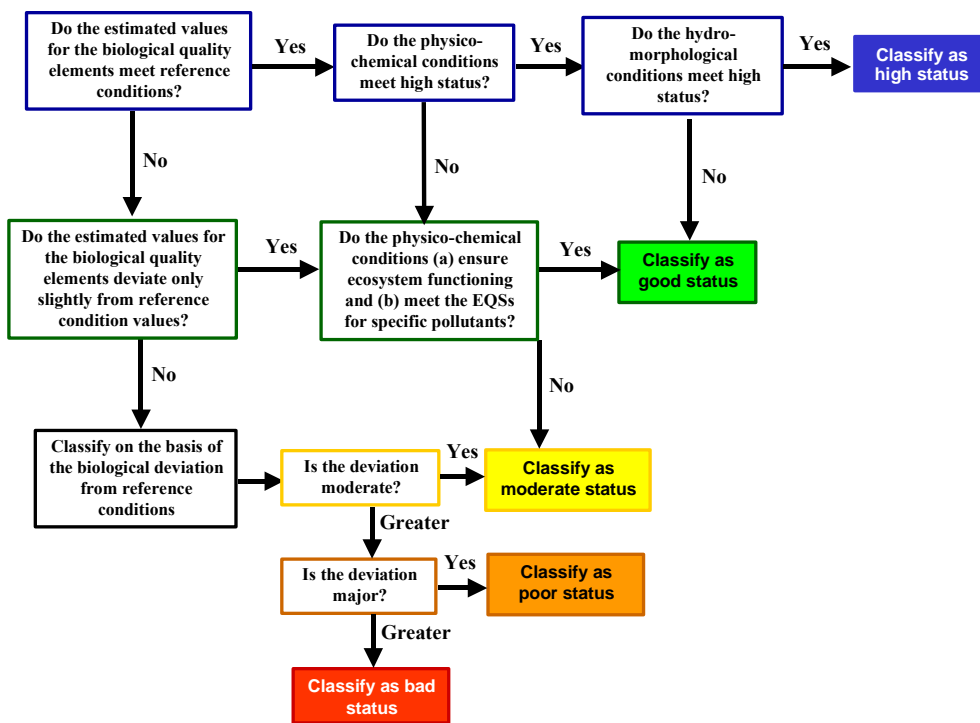 Do the estimated values
for the biological quality
elements meet reference
conditions?
Yes
Do the physico-
chemical conditions
meet high status?
Yes
Do the hydro-
morphological
conditions meet high
status?
Yes
Classify as
high status
No
No
No
Do the estimated values for
the biological quality
elements deviate only
slightly from reference
condition values?
Yes
Do the physico-chemical
conditions (a) ensure
ecosystem functioning
and (b) meet the EQSs
for specific pollutants?
Yes
Classify as
good status
No
No
Classify on the basis of
the biological deviation
from reference
conditions
Is the deviation
moderate?
Yes
Classify as
moderate status
Greater
Is the deviation
major?
Yes
Classify as
poor status
Greater
Classify as bad
status